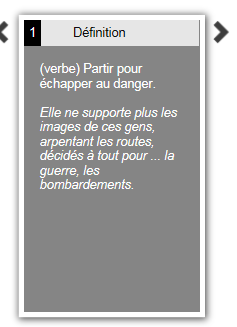 1 Définition
(verbe) Partir pour
échapper au danger.
Elle ne supporte plus les
images de ces gens,
arpentant les routes,
décidés à tout pour ... la
guerre, les
bombardements.